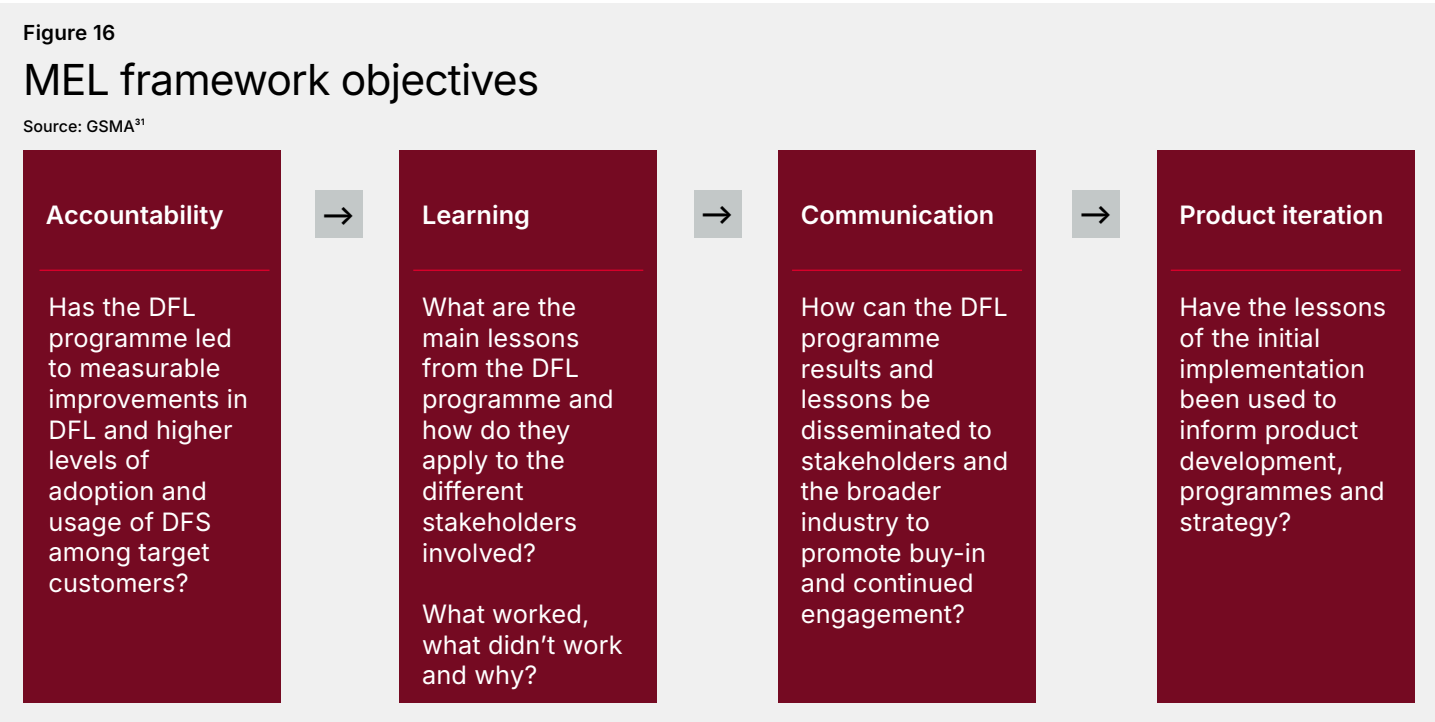 Figure 16
MEL framework objectives
Source: GSMA³¹
Accountability
Has the DFL
programme led
to measurable
improvements in
DFL and higher
levels of
adoption and
usage of DFS
among target
customers?
→
Learning
What are the
main lessons
from the DFL
programme and
how do they
apply to the
different
stakeholders
involved?
What worked,
what didn’t work
and why?
→
Communication
How can the DFL
programme
results and
lessons be
disseminated to
stakeholders and
the broader
industry to
promote buy-in
and continued
engagement?
→
Product iteration
Have the lessons
of the initial
implementation
been used to
inform product
development,
programmes and
strategy?